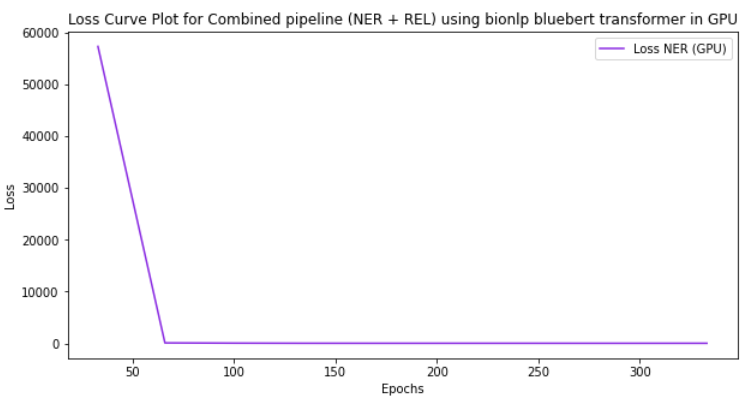 Loss Curve Plot for Combined pipeline (NER + REL) using bionlp bluebert transformer in GPU
Loss NER (GPU)
60000
50000
40000
30000
20000
10000
0
Loss
50 100 150 200 250 300
Epochs